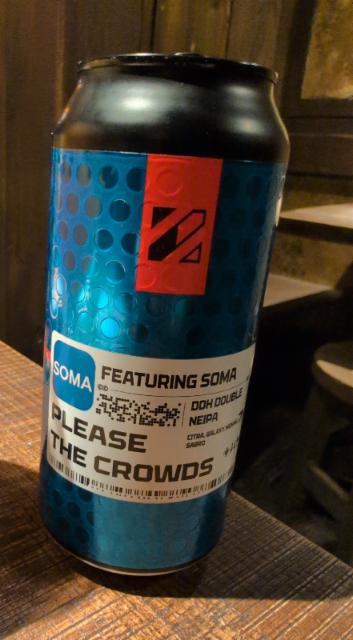 SOMA
FEATURING SOMA
DDH DOUBLE
NEIPA
CITRA, GALAXY,
SABRO
PLEASE
THE CROWDS